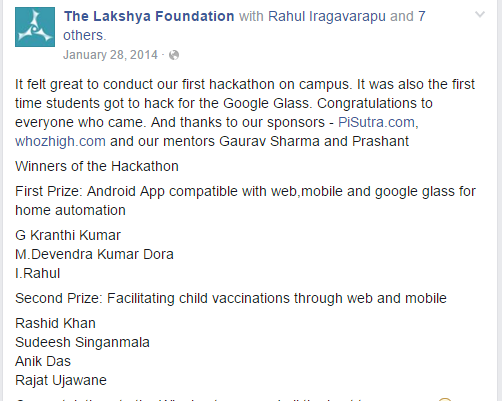 The Lakshya Foundation with Rahul Iragavarapu and 7
others.
January 28, 2014 ·
It felt great to conduct our first hackathon on campus. It was also the first
time students got to hack for the Google Glass. Congratulations to
everyone who came. And thanks to our sponsors - PiSutra.com,
whozhigh.com and our mentors Gaurav Sharma and Prashant
Winners of the Hackathon
First Prize: Android App compatible with web,mobile and google glass for
home automation
G Kranthi Kumar
M.Devendra Kumar Dora
I.Rahul
Second Prize: Facilitating child vaccinations through web and mobile
Rashid Khan
Sudeesh Singanmala
Anik Das
Rajat Ujawane